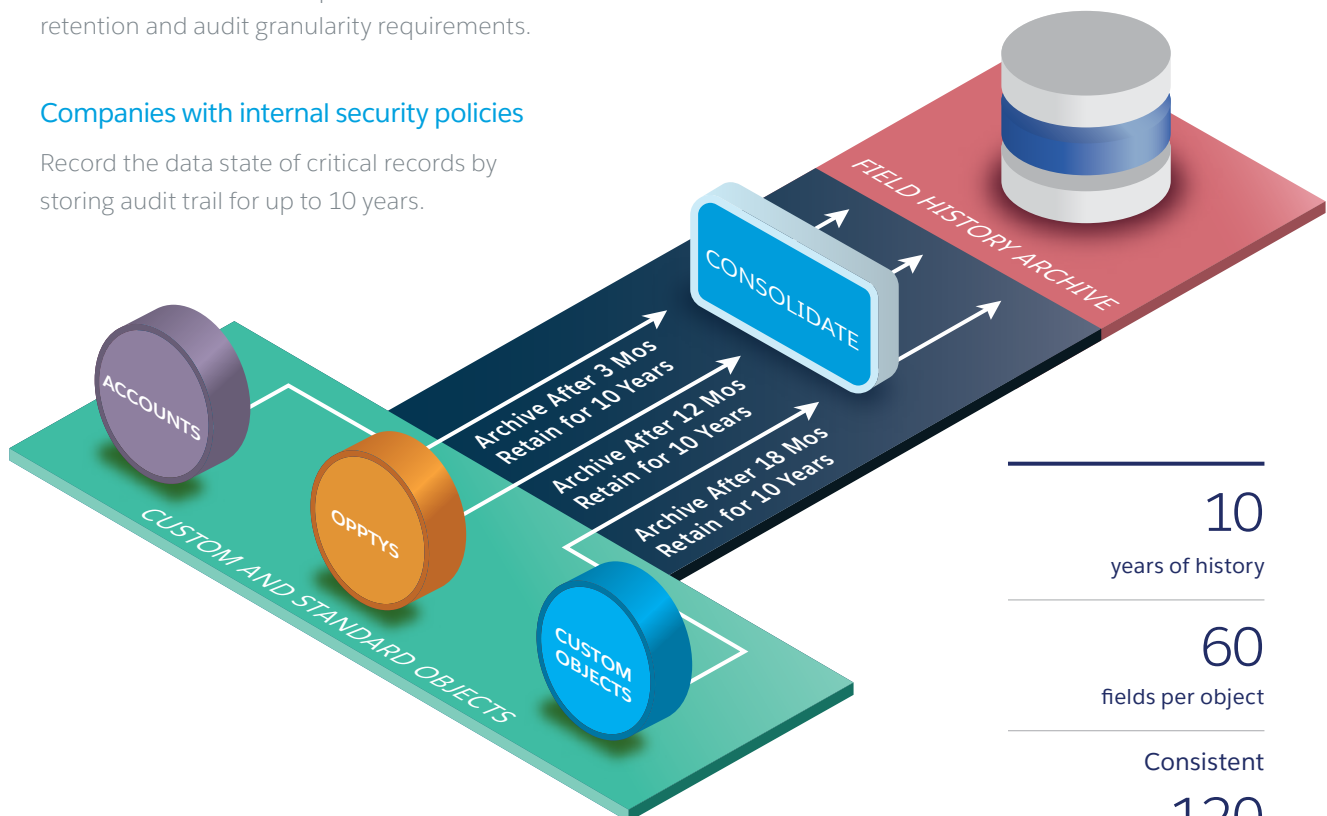 retention and audit granularity requirements.
Companies with internal security policies
Record the data state of critical records by
storing audit trail for up to 10 years.
FIELD HISTORY ARCHIVE
CONSOLIDATE
ACCOUNTS
Archive After 3 Mos
Retain for 10 Years
OPPTYS
Archive After 12 Mos
Retain for 10 Years
Archive After 18 Mos
Retain for 10 Years
CUSTOM
OBJECTS
CUSTOM AND STANDARD OBJECTS
10
years of history
60
fields per object
Consistent
120